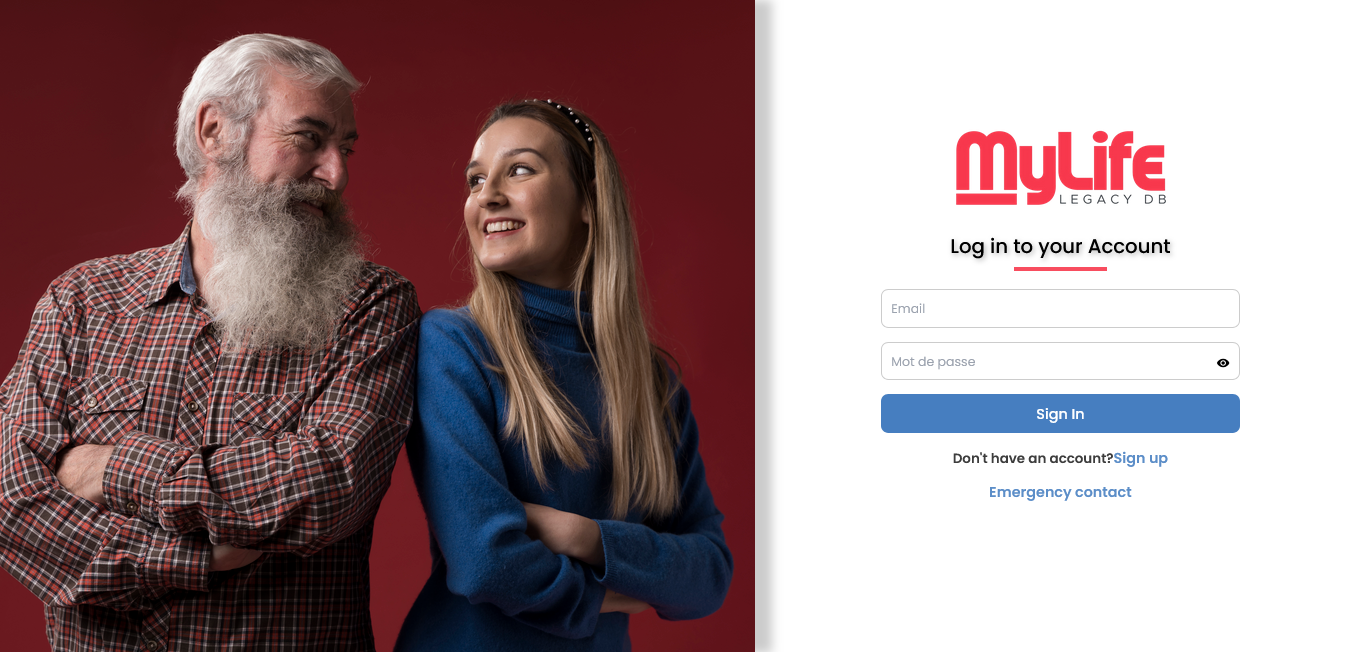 MyLife
LEGACY DB
Log in to your Account
Email
Mot de passe
Sign In
Don't have an account?Sign up
Emergency contact